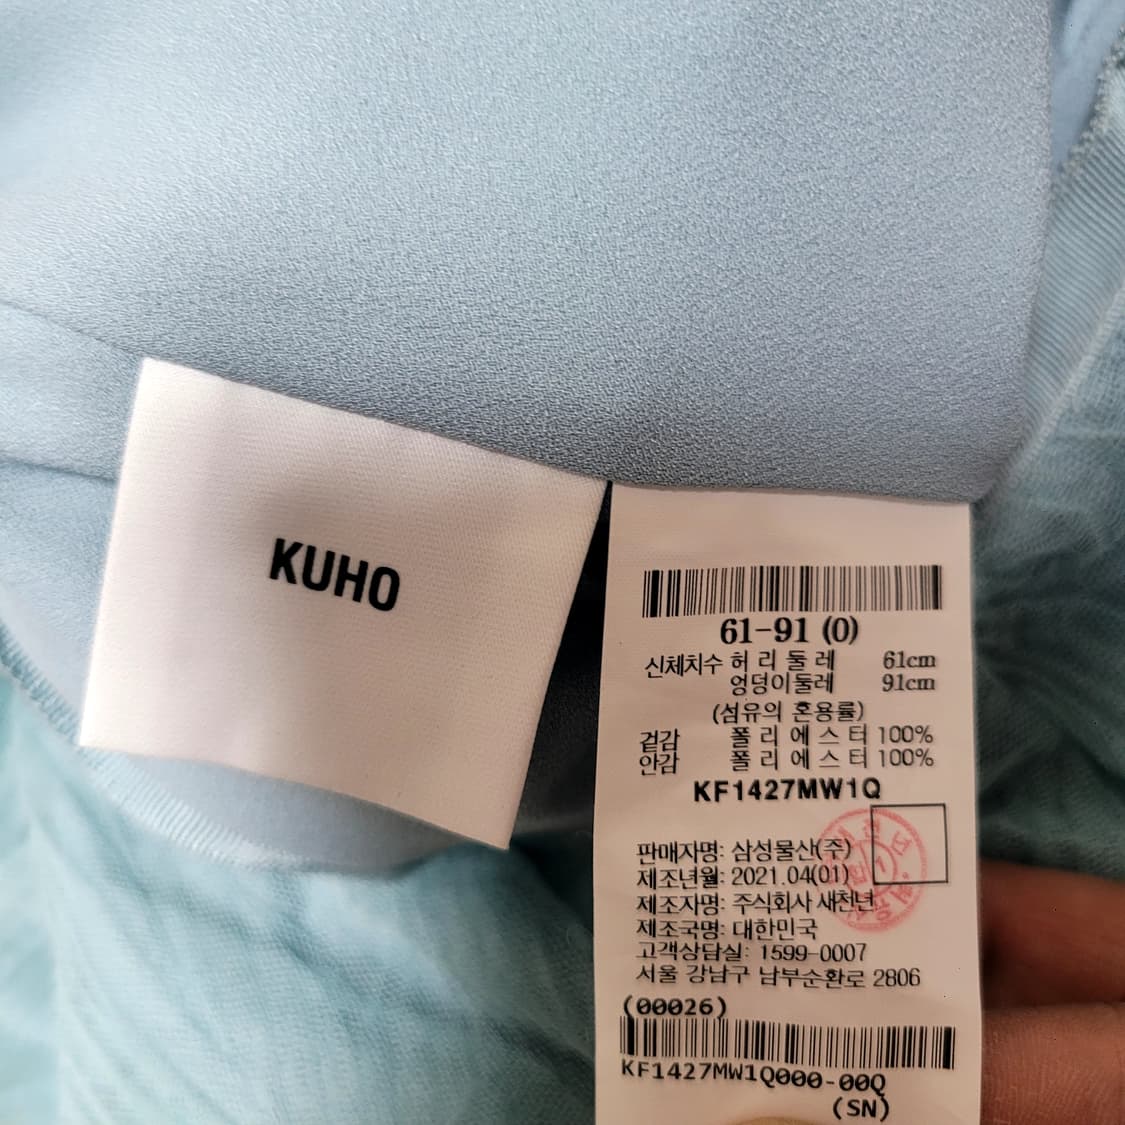 KUHO
61-91 (0)
신체치수 허 리 둘 레 61cm
엉덩이둘레 91cm
(섬유의 혼용률)
겉감 폴 리 에 스 터 100%
안감 폴 리 에 스 터 100%
KF1427MW1Q
판매자명: 삼성물산(주)
제조년월: 2021.04(01)
제조자명: 주식회사 새천년
제조국명: 대한민국
고객상담실: 1599-0007
서울 강남구 남부순환로 2806
(00026)
KF1427MW1Q000-00Q
(SN)